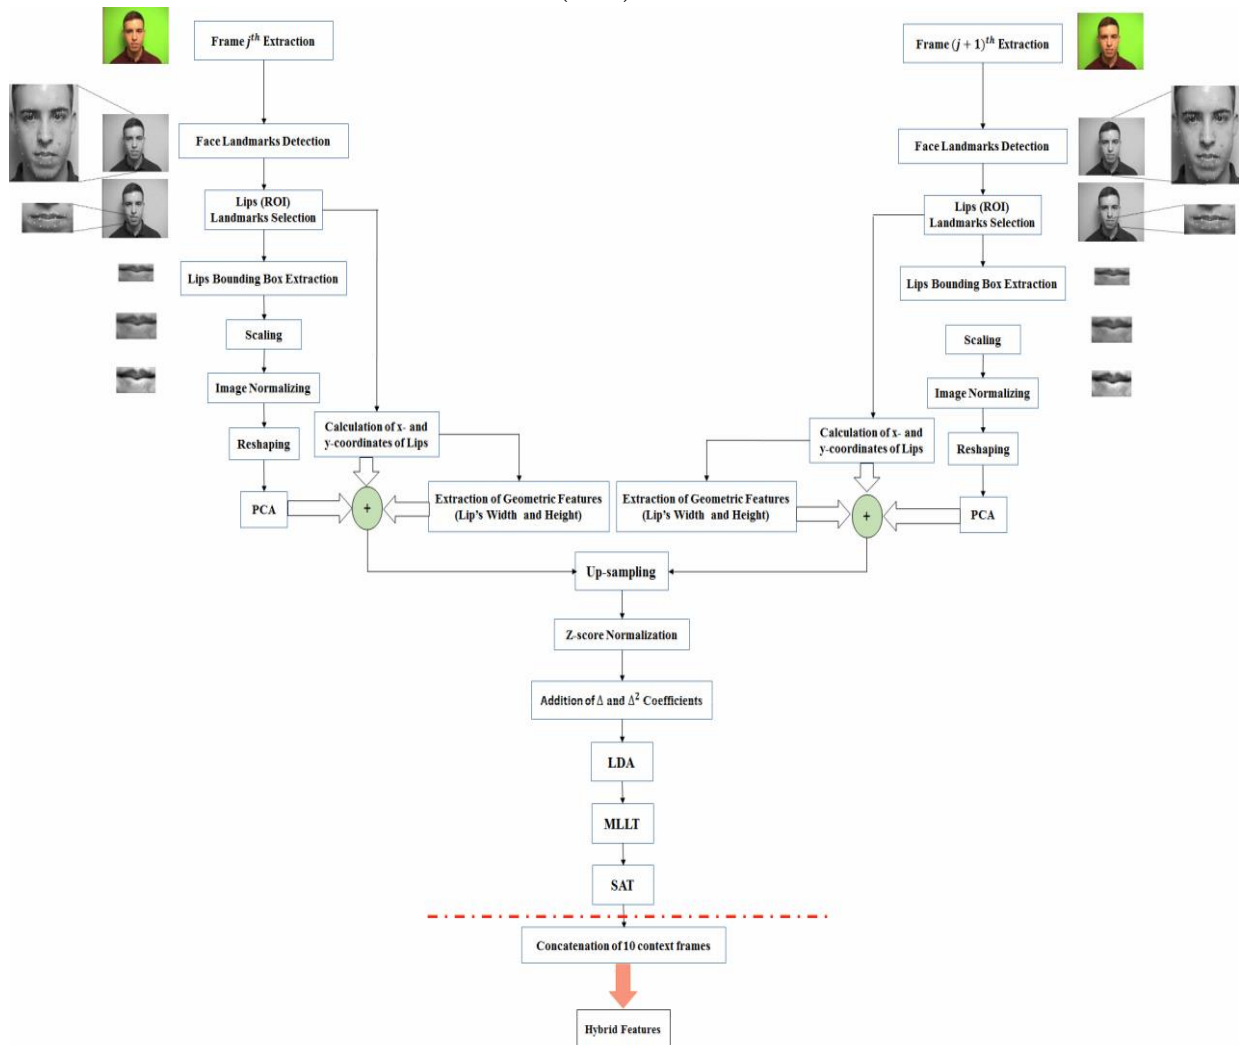 Frame jᵗʰ Extraction
Face Landmarks Detection
Lips (ROI)
Landmarks Selection
Lips Bounding Box Extraction
Scaling
Image Normalizing
Reshaping
PCA
Calculation of x- and
y-coordinates of Lips
+
Extraction of Geometric Features
(Lip's Width and Height)
Frame (j + 1)ᵗʰ Extraction
Face Landmarks Detection
Lips (ROI)
Landmarks Selection
Lips Bounding Box Extraction
Scaling
Image Normalizing
Reshaping
PCA
Calculation of x- and
y-coordinates of Lips
+
Extraction of Geometric Features
(Lip's Width and Height)
Up-sampling
Z-score Normalization
Addition of Δ and Δ² Coefficients
LDA
MLLT
SAT
Concatenation of 10 context frames
Hybrid Features